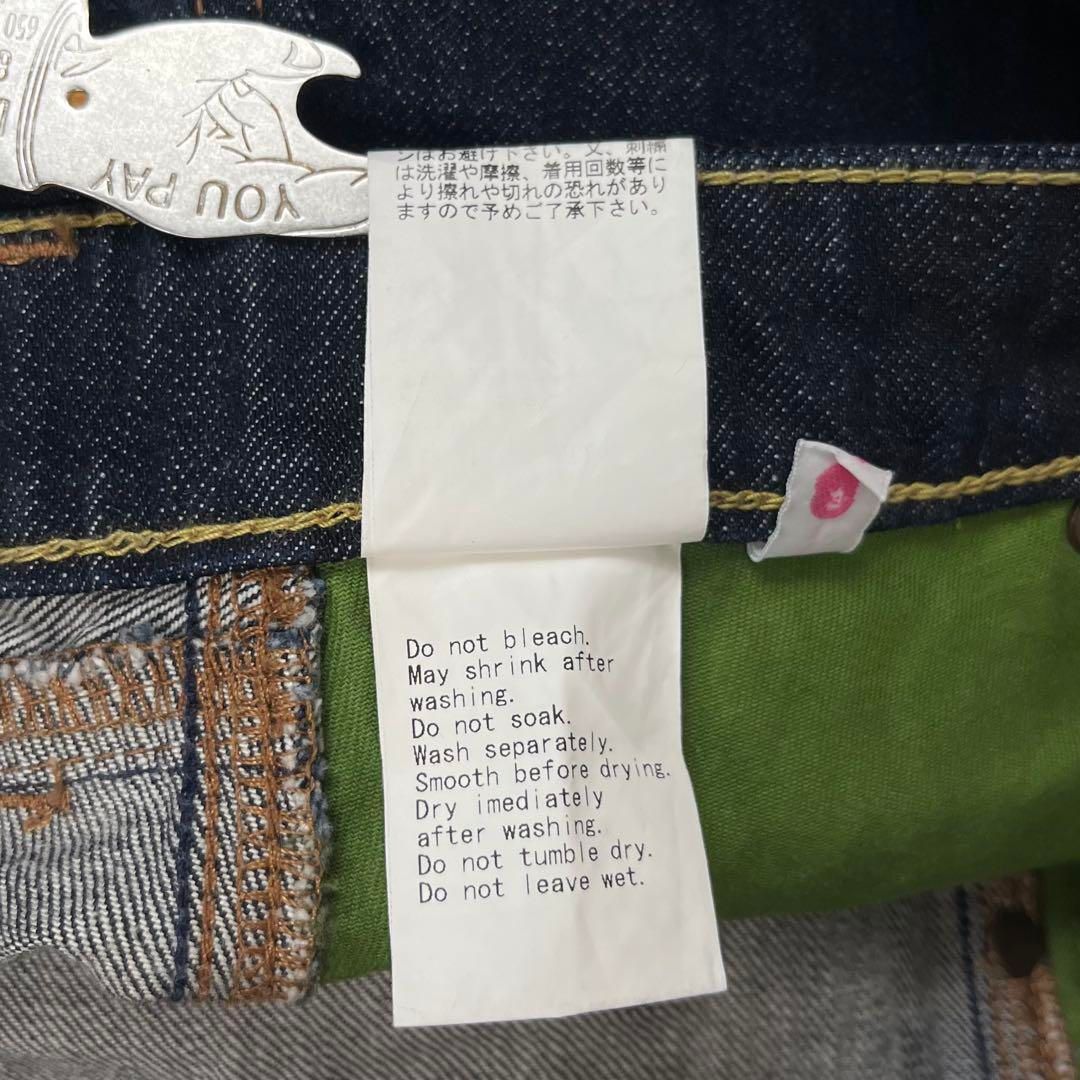 650
YOU PAY
ンはお避け下さい。又、刺繍
は洗濯や摩擦、着用回数等に
より擦れや切れの恐れがあり
ますので予めご了承下さい。
Do not bleach.
May shrink after
washing.
Do not soak.
Wash separately.
Smooth before drying.
Dry imediately
after washing.
Do not tumble dry.
Do not leave wet.